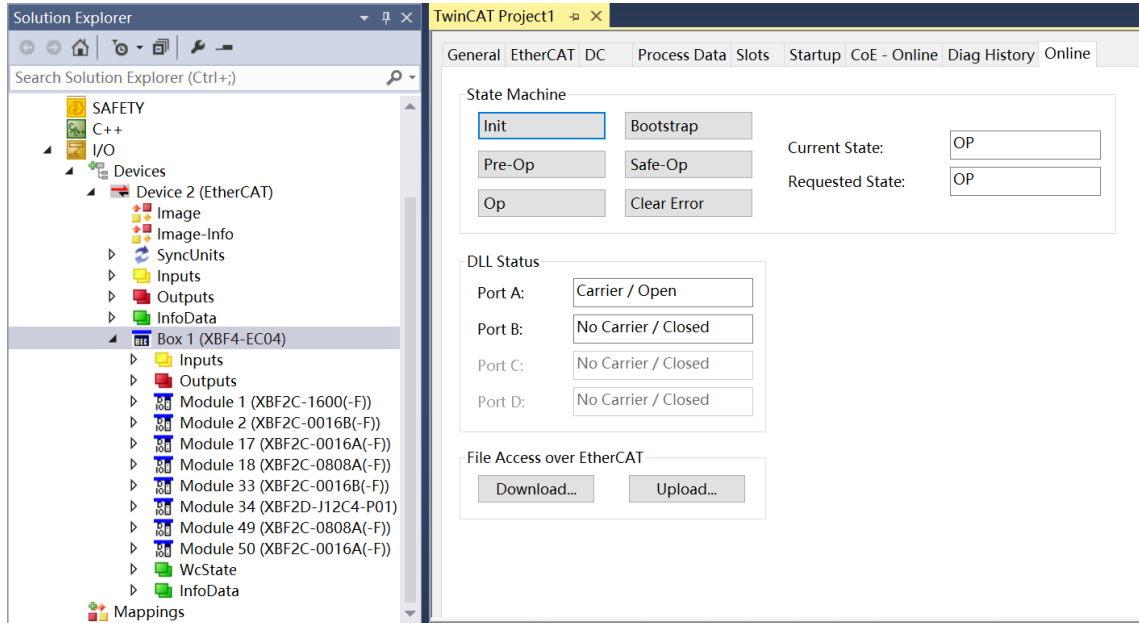 Solution Explorer
Search Solution Explorer (Ctrl+;)
SAFETY
C++
I/O
Devices
Device 2 (EtherCAT)
Image
Image-Info
SyncUnits
Inputs
Outputs
InfoData
Box 1 (XBF4-EC04)
Inputs
Outputs
Module 1 (XBF2C-1600(-F))
Module 2 (XBF2C-0016B(-F))
Module 17 (XBF2C-0016A(-F))
Module 18 (XBF2C-0808A(-F))
Module 33 (XBF2C-0016B(-F))
Module 34 (XBF2D-J12C4-P01)
Module 49 (XBF2C-0808A(-F))
Module 50 (XBF2C-0016A(-F))
WcState
InfoData
Mappings
TwinCAT Project1
General EtherCAT DC Process Data Slots Startup CoE - Online Diag History Online
State Machine
Init Bootstrap
Pre-Op Safe-Op
Op Clear Error
Current State: OP
Requested State: OP
DLL Status
Port A: Carrier / Open
Port B: No Carrier / Closed
Port C: No Carrier / Closed
Port D: No Carrier / Closed
File Access over EtherCAT
Download... Upload...